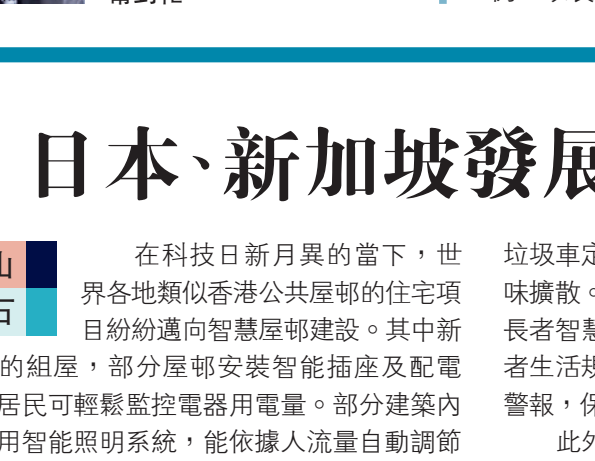 日本、新加坡發展
山
石
在科技日新月異的當下，世
界各地類似香港公共屋邨的住宅項
目紛紛邁向智慧屋邨建設。其中新
的組屋，部分屋邨安裝智能插座及配電
居民可輕鬆監控電器用電量。部分建築內
用智能照明系統，能依據人流量自動調節
垃圾車定
味擴散。
長者智慧
者生活規
警報，保
此外